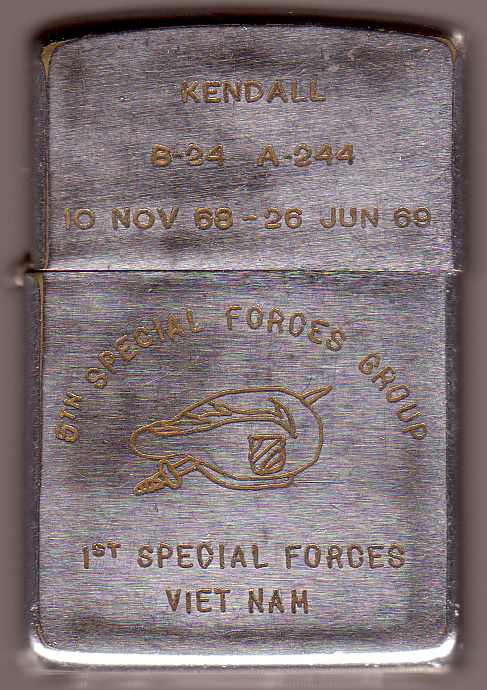 KENDALL
B-24 A-244
10 NOV 68-26 JUN 69
5TH SPECIAL FORCES GROUP
1ST SPECIAL FORCES
VIET NAM